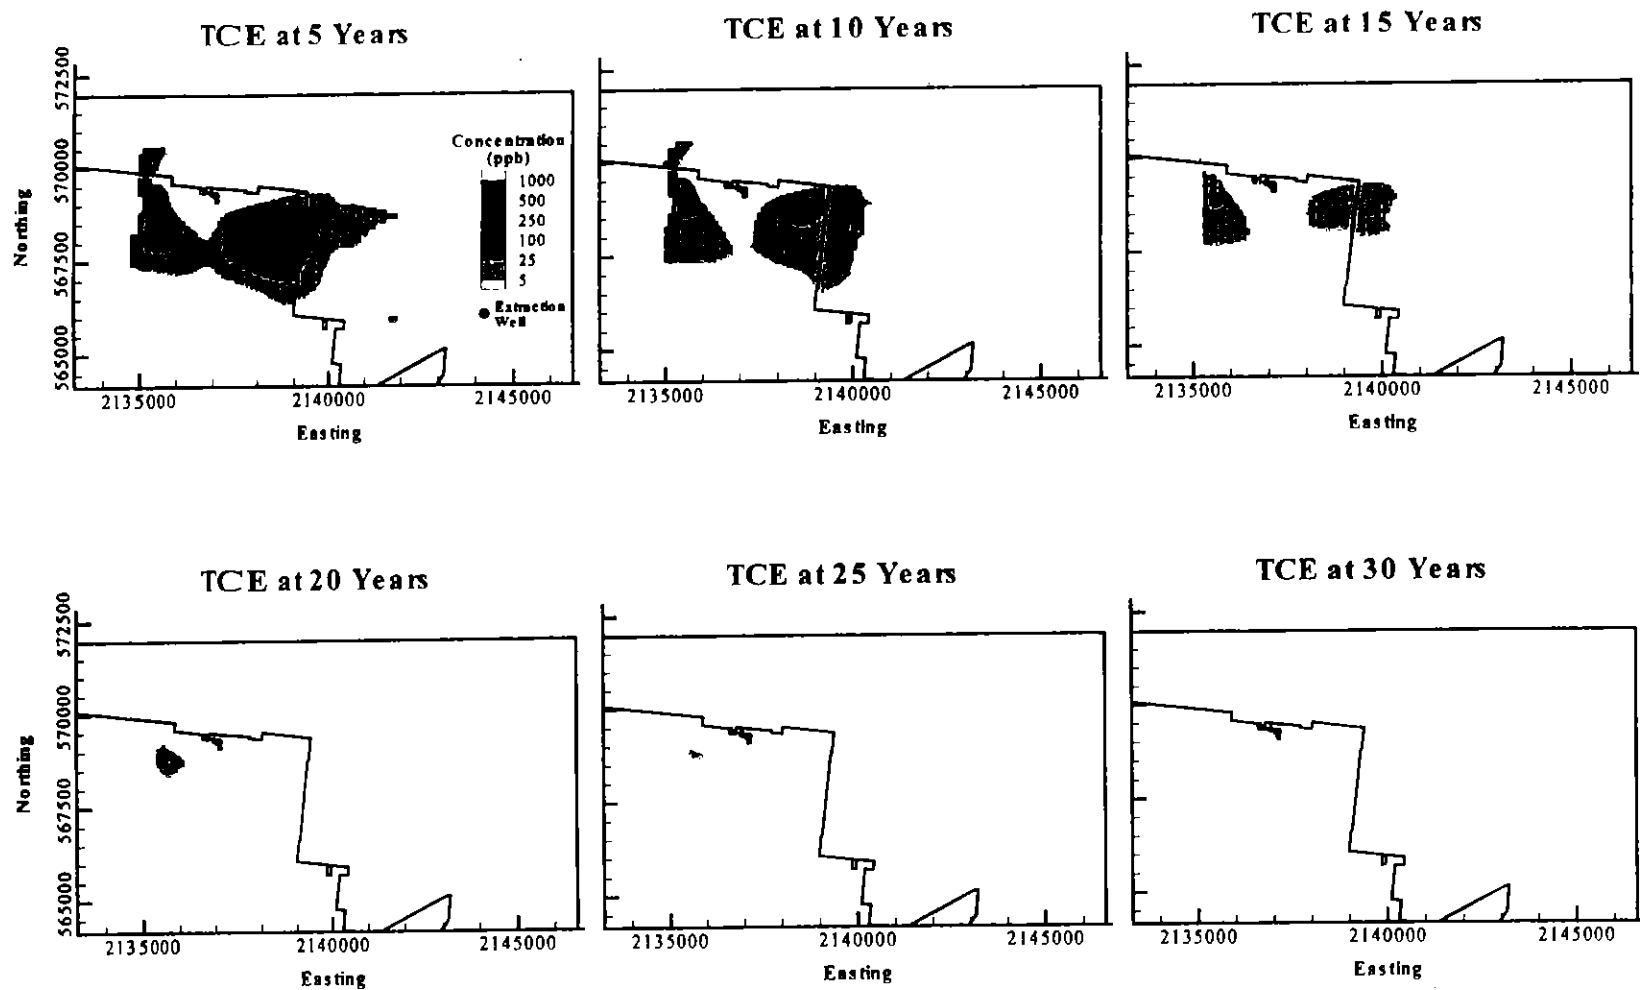 TCE at 5 Years
TCE at 10 Years
TCE at 15 Years
Northing
572500
570000
567500
565000
Concentration
(ppb)
1000
500
250
100
25
5
Extraction
Well
2135000 2140000 2145000
Easting
2135000 2140000 2145000
Easting
2135000 2140000 2145000
Easting
TCE at 20 Years
TCE at 25 Years
TCE at 30 Years
Northing
572500
570000
567500
565000
2135000 2140000 2145000
Easting
2135000 2140000 2145000
Easting
2135000 2140000 2145000
Easting